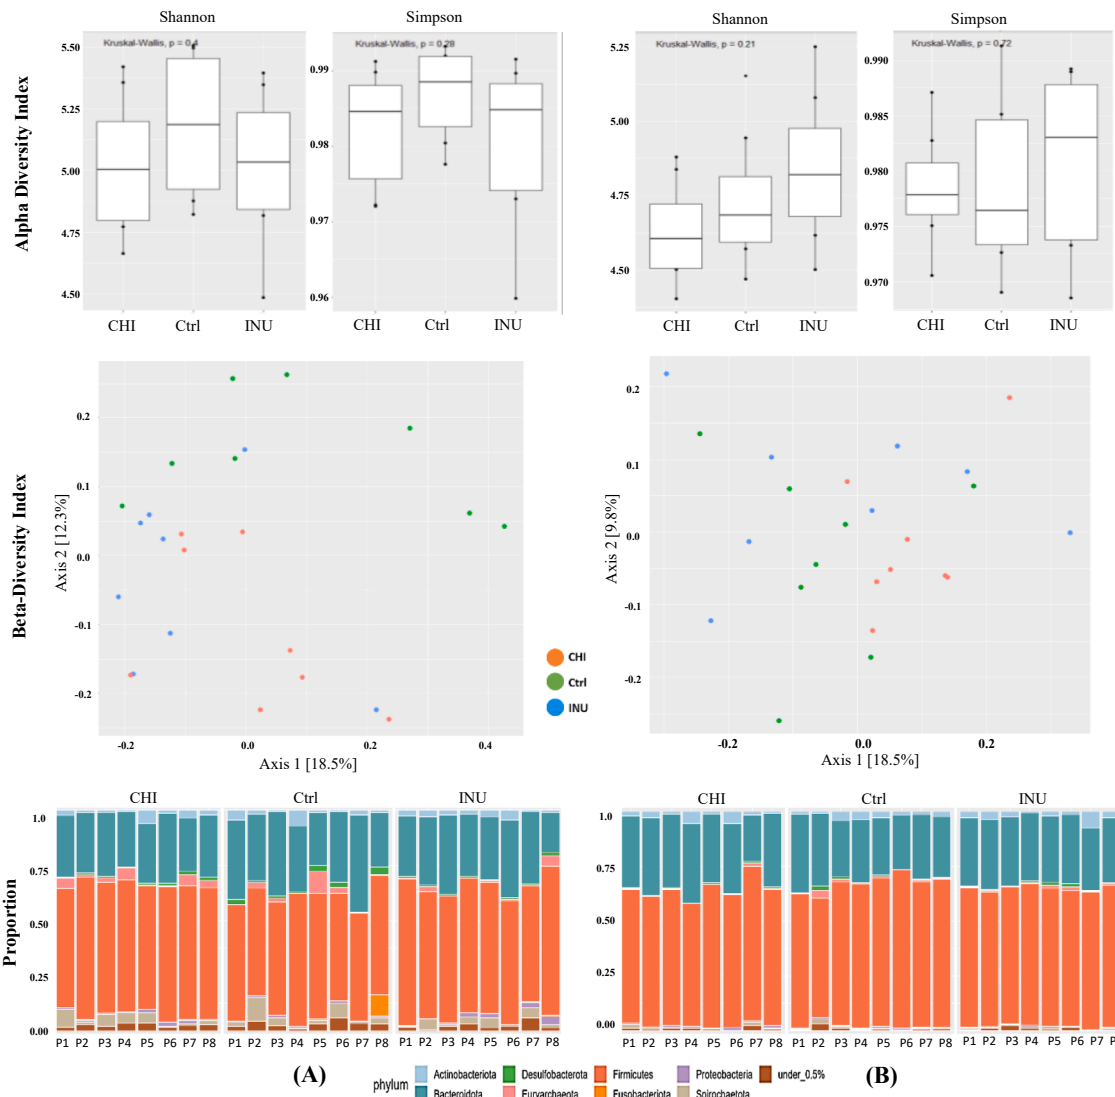 Shannon Simpson Shannon Simpson
Alpha Diversity Index
Kruskal-Wallis, p = 0.4
5.50
5.25
5.00
4.75
4.50
CHI Ctrl INU
Kruskal-Wallis, p = 0.28
0.99
0.98
0.97
0.96
CHI Ctrl INU
Kruskal-Wallis, p = 0.21
5.25
5.00
4.75
4.50
CHI Ctrl INU
Kruskal-Wallis, p = 0.72
0.990
0.985
0.980
0.975
0.970
CHI Ctrl INU
Beta-Diversity Index
Axis 2 [12.3%]
0.2
0.1
0.0
-0.1
-0.2
-0.2 0.0 0.2 0.4
Axis 1 [18.5%]
CHI
Ctrl
INU
Axis 2 [9.8%]
0.2
0.1
0.0
-0.1
-0.2
-0.2 0.0 0.2
Axis 1 [18.5%]
Proportion
CHI Ctrl INU
1.0
0.75
0.50
0.25
0.00
P1 P2 P3 P4 P5 P6 P7 P8 P1 P2 P3 P4 P5 P6 P7 P8 P1 P2 P3 P4 P5 P6 P7 P8
CHI Ctrl INU
1.0
0.75
0.50
0.25
0.00
P1 P2 P3 P4 P5 P6 P7 P8 P1 P2 P3 P4 P5 P6 P7 P8 P1 P2 P3 P4 P5 P6 P7 P
(A) (B)
phylum
Actinobacteriota Desulfobacterota Firmicutes Proteobacteria under_0.5%
Bacteroidota Euryarchaeota Fusobacteriota Spirochaetota